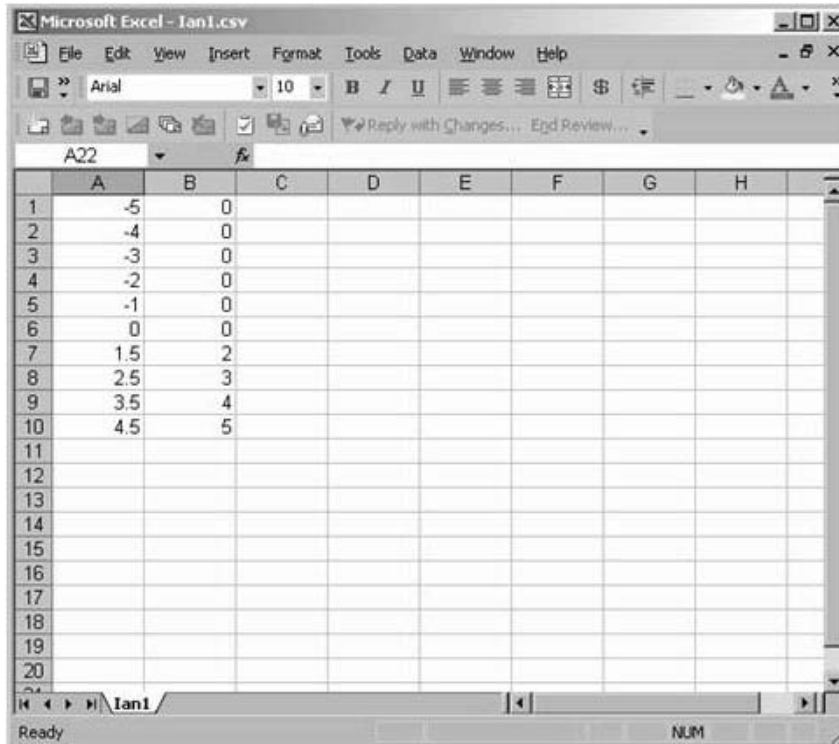 Microsoft Excel - Ian1.csv
File Edit View Insert Format Tools Data Window Help
Arial 10 B I U $ A
Reply with Changes... End Review...
A22 fx
A B C D E F G H
1 -5 0
2 -4 0
3 -3 0
4 -2 0
5 -1 0
6 0 0
7 1.5 2
8 2.5 3
9 3.5 4
10 4.5 5
11
12
13
14
15
16
17
18
19
20
Ian1
Ready NUM